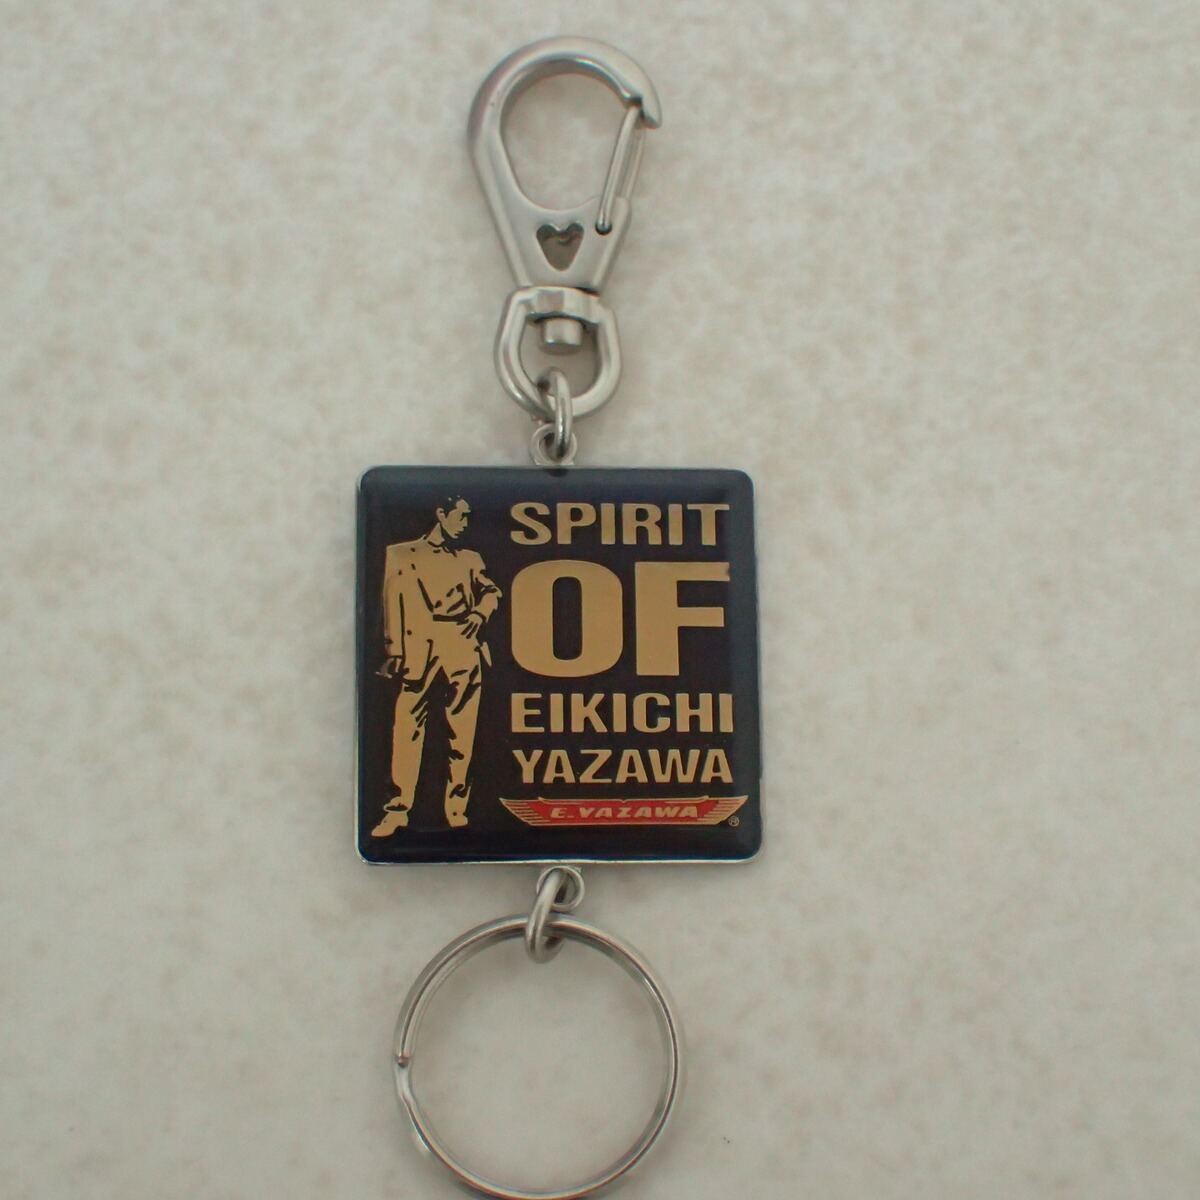 SPIRIT
OF
EIKICHI
YAZAWA
E.YAZAWA
®